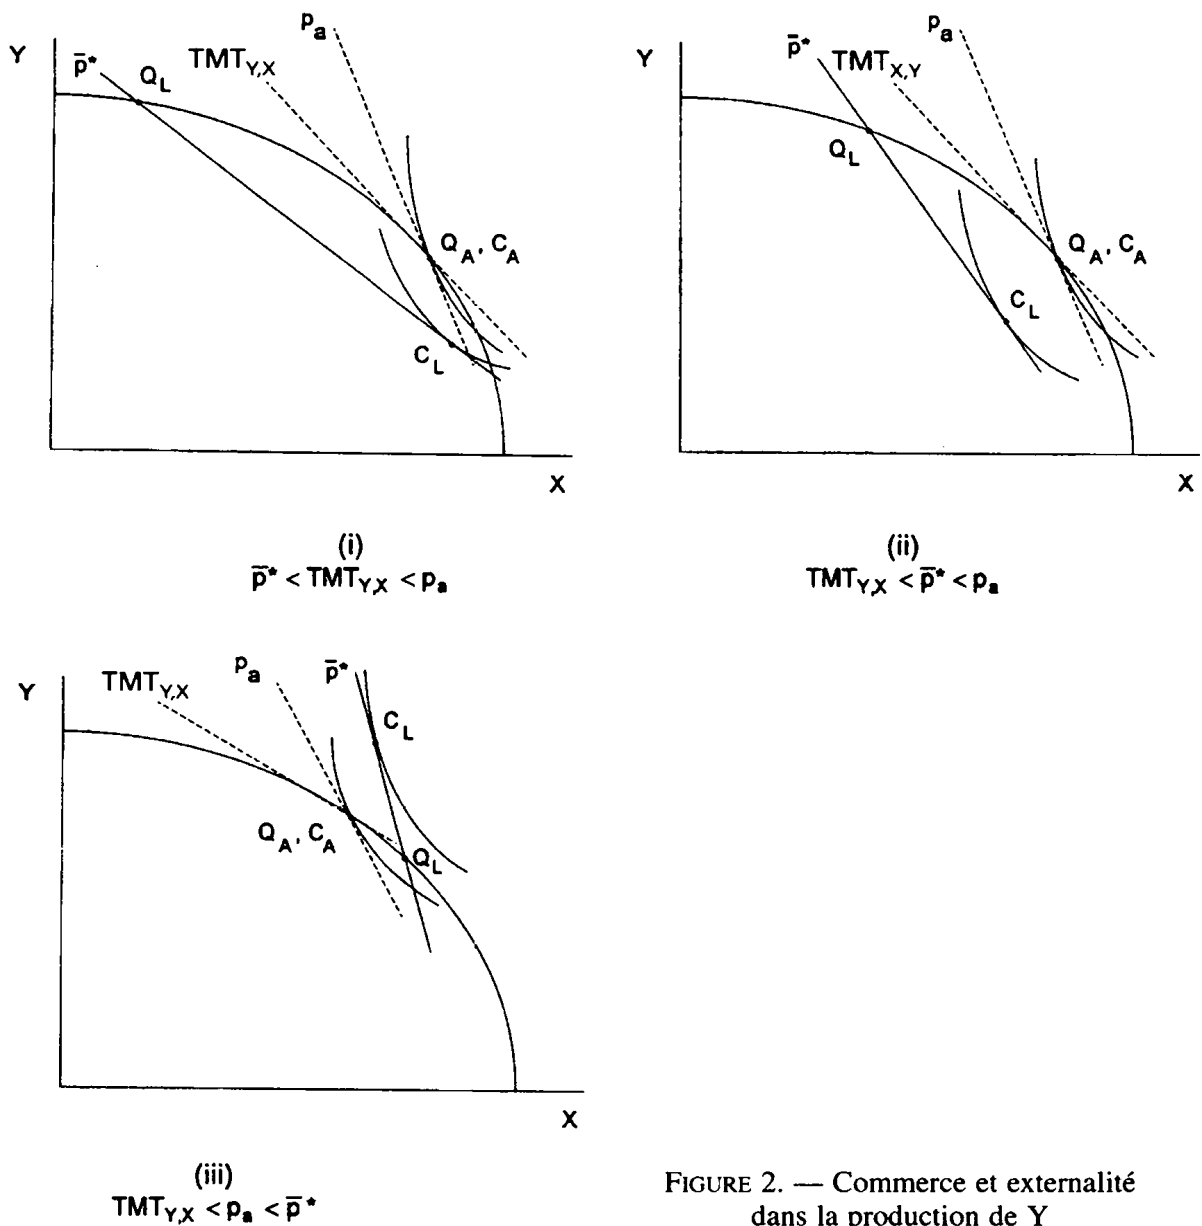 Y
p̄*
Q_L
TMT_Y,X
p_a
Q_A, C_A
C_L
X
(i)
p̄* < TMT_Y,X < p_a
Y
p̄*
TMT_X,Y
p_a
Q_L
Q_A, C_A
C_L
X
(ii)
TMT_Y,X < p̄* < p_a
Y
TMT_Y,X
p_a
p̄*
C_L
Q_A, C_A
Q_L
X
(iii)
TMT_Y,X < p_a < p̄*
FIGURE 2. — Commerce et externalité
dans la production de Y